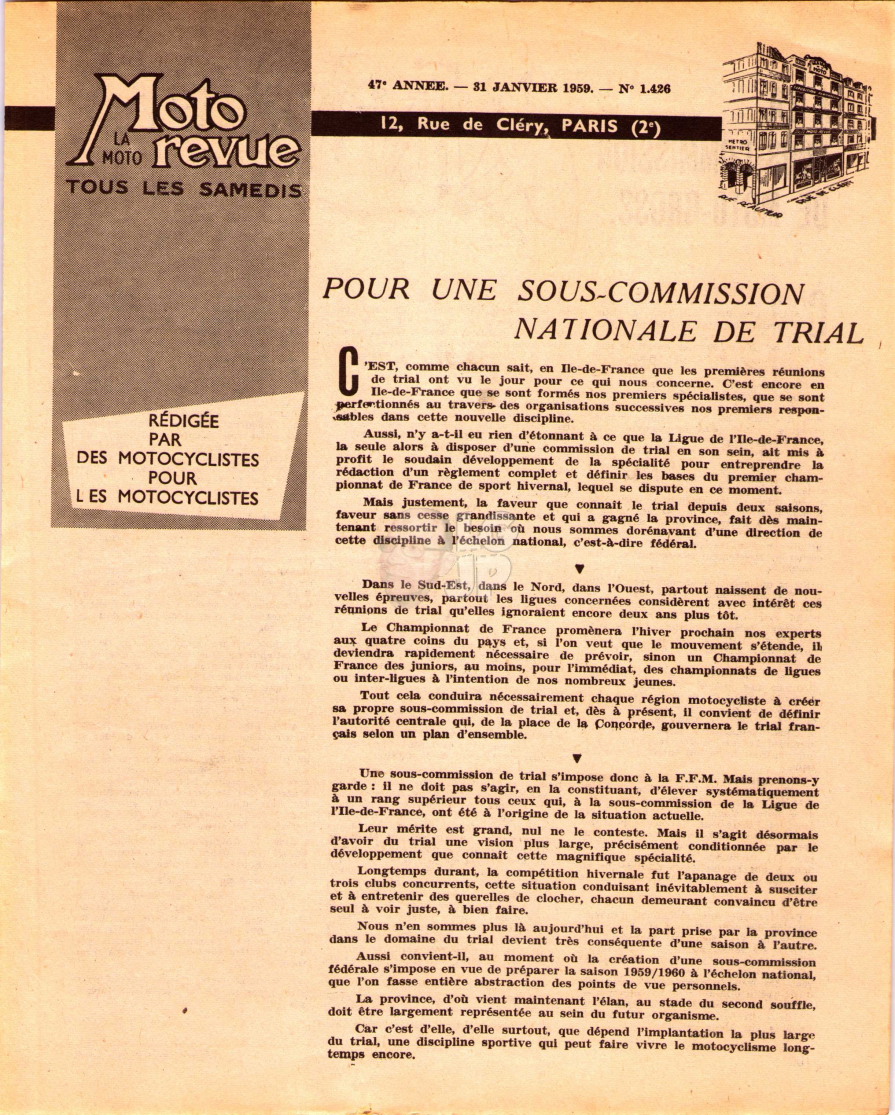 Moto
LA
MOTO
revue
TOUS LES SAMEDIS
47e ANNEE. — 31 JANVIER 1959. — No 1.426
12, Rue de Cléry, PARIS (2e)
METRO
SENTIER
RUE DE CLERY
RÉDIGÉE
PAR
DES MOTOCYCLISTES
POUR
LES MOTOCYCLISTES
POUR UNE SOUS-COMMISSION
NATIONALE DE TRIAL
C'EST, comme chacun sait, en Ile-de-France que les premières réunions
de trial ont vu le jour pour ce qui nous concerne. C'est encore en
Ile-de-France que se sont formés nos premiers spécialistes, que se sont
perfectionnés au travers des organisations successives nos premiers respon-
sables dans cette nouvelle discipline.
Aussi, n'y a-t-il eu rien d'étonnant à ce que la Ligue de l'Ile-de-France,
la seule alors à disposer d'une commission de trial en son sein, ait mis à
profit le soudain développement de la spécialité pour entreprendre la
rédaction d'un règlement complet et définir les bases du premier cham-
pionnat de France de sport hivernal, lequel se dispute en ce moment.
Mais justement, la faveur que connait le trial depuis deux saisons,
faveur sans cesse grandissante et qui a gagné la province, fait dès main-
tenant ressortir le besoin où nous sommes dorénavant d'une direction de
cette discipline à l'échelon national, c'est-à-dire fédéral.
Dans le Sud-Est, dans le Nord, dans l'Ouest, partout naissent de nou-
velles épreuves, partout les ligues concernées considèrent avec intérêt ces
réunions de trial qu'elles ignoraient encore deux ans plus tôt.
Le Championnat de France promènera l'hiver prochain nos experts
aux quatre coins du pays et, si l'on veut que le mouvement s'étende, il
deviendra rapidement nécessaire de prévoir, sinon un Championnat de
France des juniors, au moins, pour l'immédiat, des championnats de ligues
ou inter-ligues à l'intention de nos nombreux jeunes.
Tout cela conduira nécessairement chaque région motocycliste à créer
sa propre sous-commission de trial et, dès à présent, il convient de définir
l'autorité centrale qui, de la place de la Concorde, gouvernera le trial fran-
çais selon un plan d'ensemble.
Une sous-commission de trial s'impose donc à la F.F.M. Mais prenons-y
garde : il ne doit pas s'agir, en la constituant, d'élever systématiquement
à un rang supérieur tous ceux qui, à la sous-commission de la Ligue de
l'Ile-de-France, ont été à l'origine de la situation actuelle.
Leur mérite est grand, nul ne le conteste. Mais il s'agit désormais
d'avoir du trial une vision plus large, précisément conditionnée par le
développement que connaît cette magnifique spécialité.
Longtemps durant, la compétition hivernale fut l'apanage de deux ou
trois clubs concurrents, cette situation conduisant inévitablement à susciter
et à entretenir des querelles de clocher, chacun demeurant convaincu d'être
seul à voir juste, à bien faire.
Nous n'en sommes plus là aujourd'hui et la part prise par la province
dans le domaine du trial devient très conséquente d'une saison à l'autre.
Aussi convient-il, au moment où la création d'une sous-commission
fédérale s'impose en vue de préparer la saison 1959/1960 à l'échelon national,
que l'on fasse entière abstraction des points de vue personnels.
La province, d'où vient maintenant l'élan, au stade du second souffle,
doit être largement représentée au sein du futur organisme.
Car c'est d'elle, d'elle surtout, que dépend l'implantation la plus large
du trial, une discipline sportive qui peut faire vivre le motocyclisme long-
temps encore.